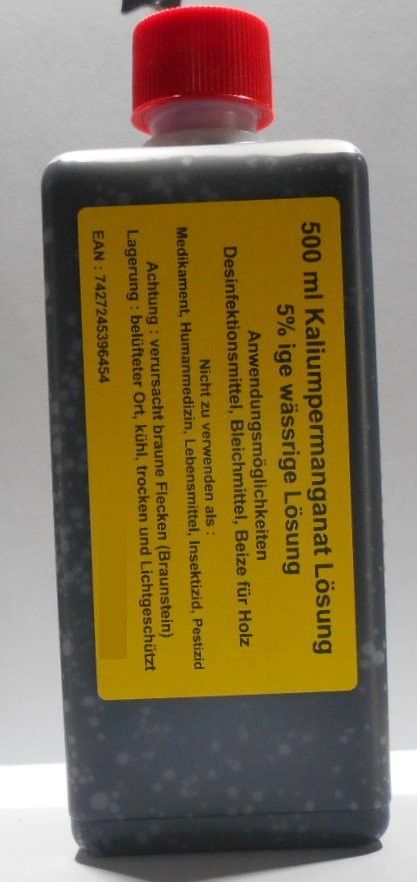 500 ml Kaliumpermanganat Lösung
5% ige wässrige Lösung
Anwendungsmöglichkeiten
Desinfektionsmittel, Bleichmittel, Beize für Holz
Nicht zu verwenden als :
Medikament, Humanmedizin, Lebensmittel, Insektizid, Pestizid
Achtung : verursacht braune Flecken (Braunstein)
Lagerung : belüfteter Ort, kühl, trocken und Lichtgeschützt
EAN : 7427245396454